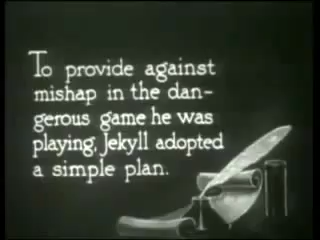 To provide against
mishap in the dan-
gerous game he was
playing, Jekyll adopted
a simple plan.